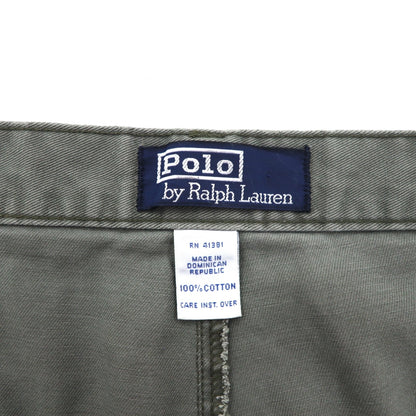 Polo
by Ralph Lauren
RN 41381
MADE IN
DOMINICAN
REPUBLIC
100% COTTON
CARE INST. OVER